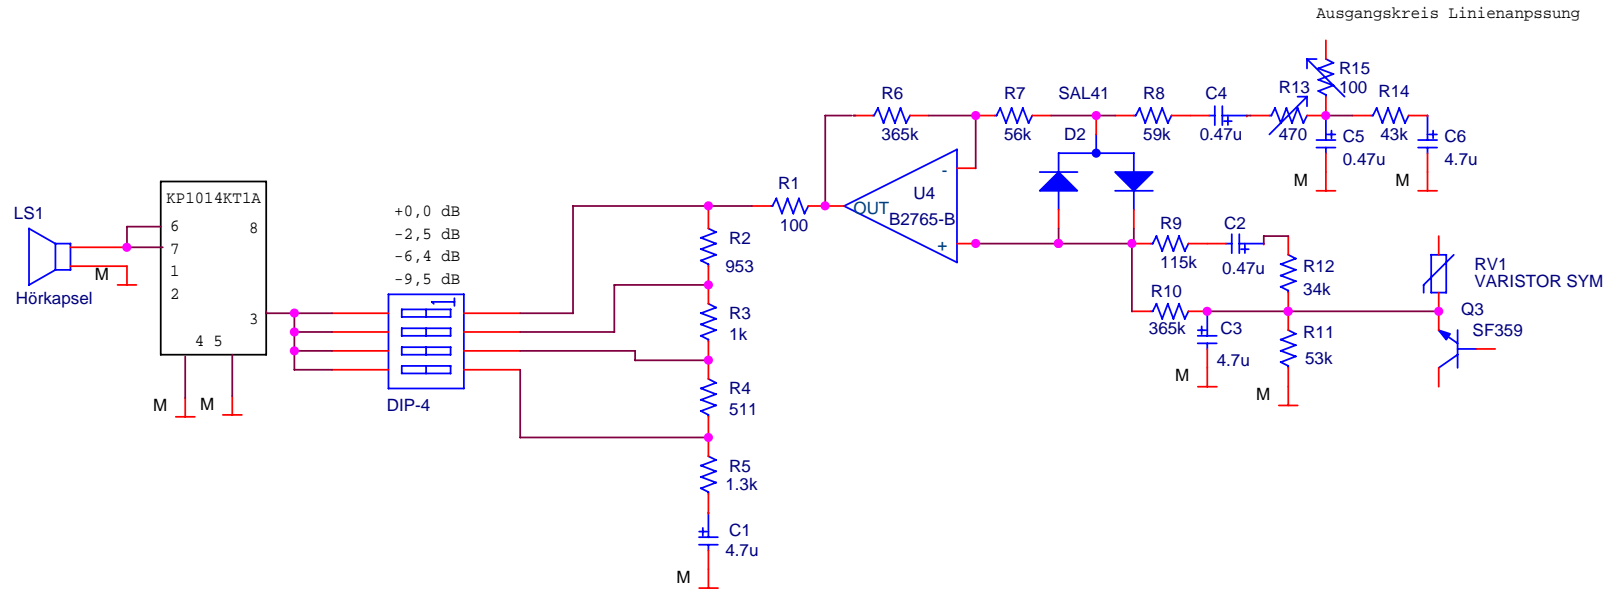 Ausgangskreis Linienanpssung
R15
100
R6
365k
R7
56k
SAL41
D2
R8
59k
C4
0.47u
R13
470
R14
43k
C5
0.47u
C6
4.7u
M
M
KP1014KT1A
6
7
1
2
8
3
4 5
LS1
M
Hörkapsel
+0,0 dB
-2,5 dB
-6,4 dB
-9,5 dB
R1
100
OUT
U4
B2765-B
-
+
R2
953
R9
115k
C2
0.47u
R12
34k
RV1
VARISTOR SYM
R3
1k
R10
365k
C3
4.7u
R11
53k
Q3
SF359
M
M
1
DIP-4
M
M
R4
511
R5
1.3k
C1
4.7u
M